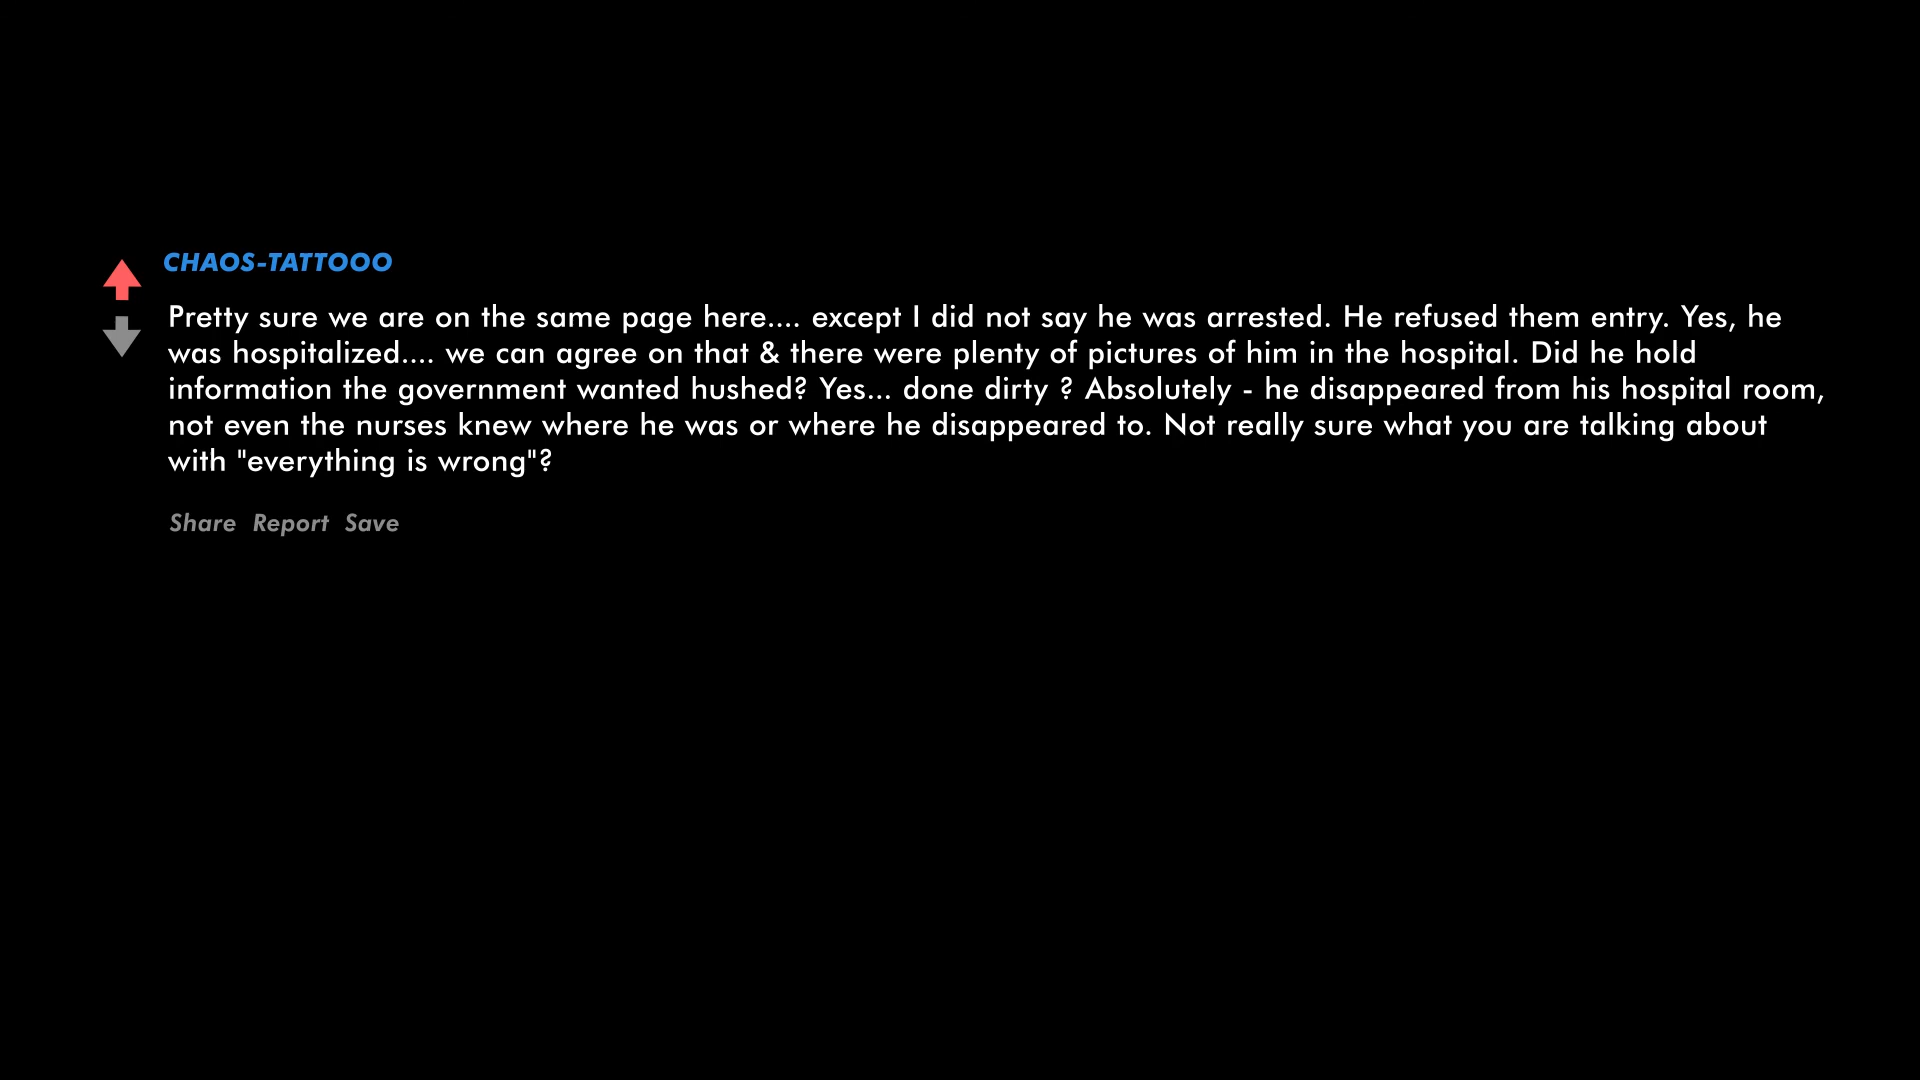 CHAOS-TATTOOO
Pretty sure we are on the same page here.... except I did not say he was arrested. He refused them entry. Yes, he
was hospitalized.... we can agree on that & there were plenty of pictures of him in the hospital. Did he hold
information the government wanted hushed? Yes... done dirty ? Absolutely - he disappeared from his hospital room,
not even the nurses knew where he was or where he disappeared to. Not really sure what you are talking about
with "everything is wrong"?
Share Report Save